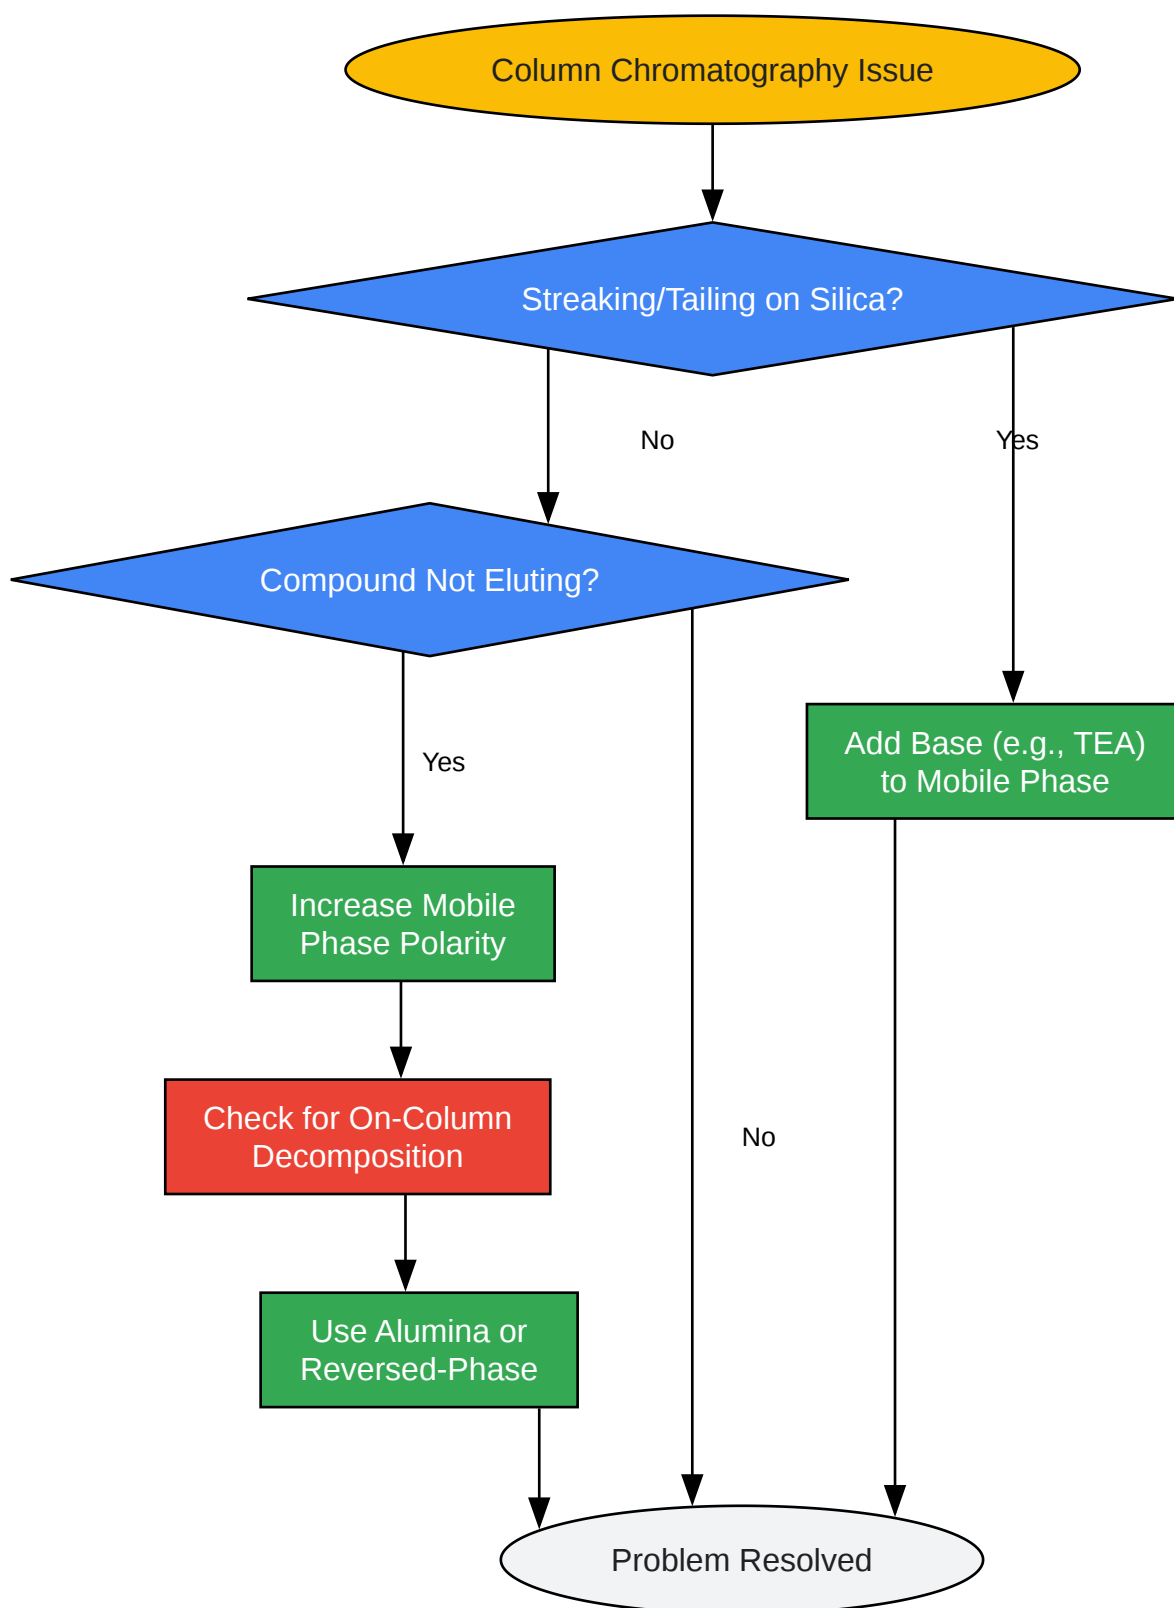 Column Chromatography Issue
Streaking/Tailing on Silica?
No
Yes
Compound Not Eluting?
Add Base (e.g., TEA)
to Mobile Phase
Yes
Increase Mobile
Phase Polarity
Check for On-Column
Decomposition
No
Use Alumina or
Reversed-Phase
Problem Resolved